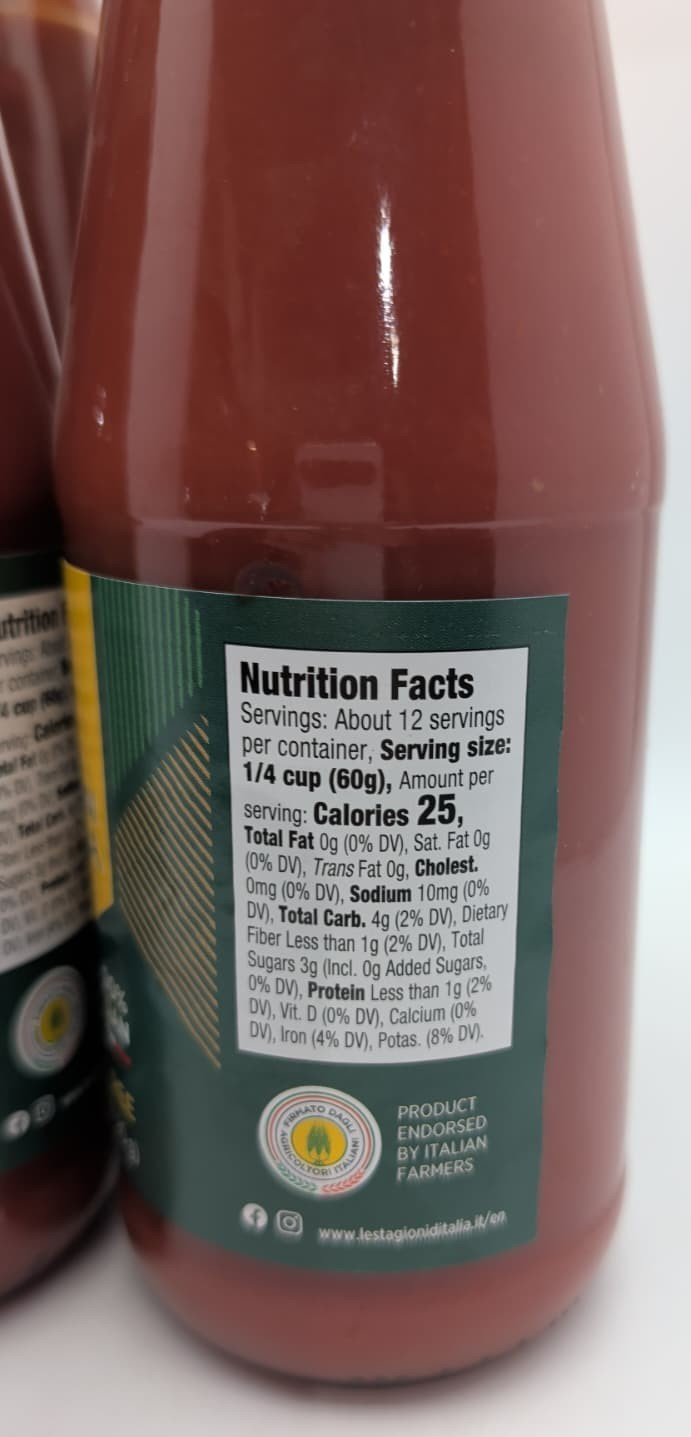 Nutrition Facts
Servings: About 12 servings
per container, Serving size:
1/4 cup (60g), Amount per
serving: Calories 25,
Total Fat 0g (0% DV), Sat. Fat 0g
(0% DV), Trans Fat 0g, Cholest.
0mg (0% DV), Sodium 10mg (0%
DV), Total Carb. 4g (2% DV), Dietary
Fiber Less than 1g (2% DV), Total
Sugars 3g (Incl. 0g Added Sugars,
0% DV), Protein Less than 1g (2%
DV), Vit. D (0% DV), Calcium (0%
DV), Iron (4% DV), Potas. (8% DV).
FIRMATO DAGLI
AGRICOLTORI ITALIANI
PRODUCT
ENDORSED
BY ITALIAN
FARMERS
www.lestagioniditalia.it/en